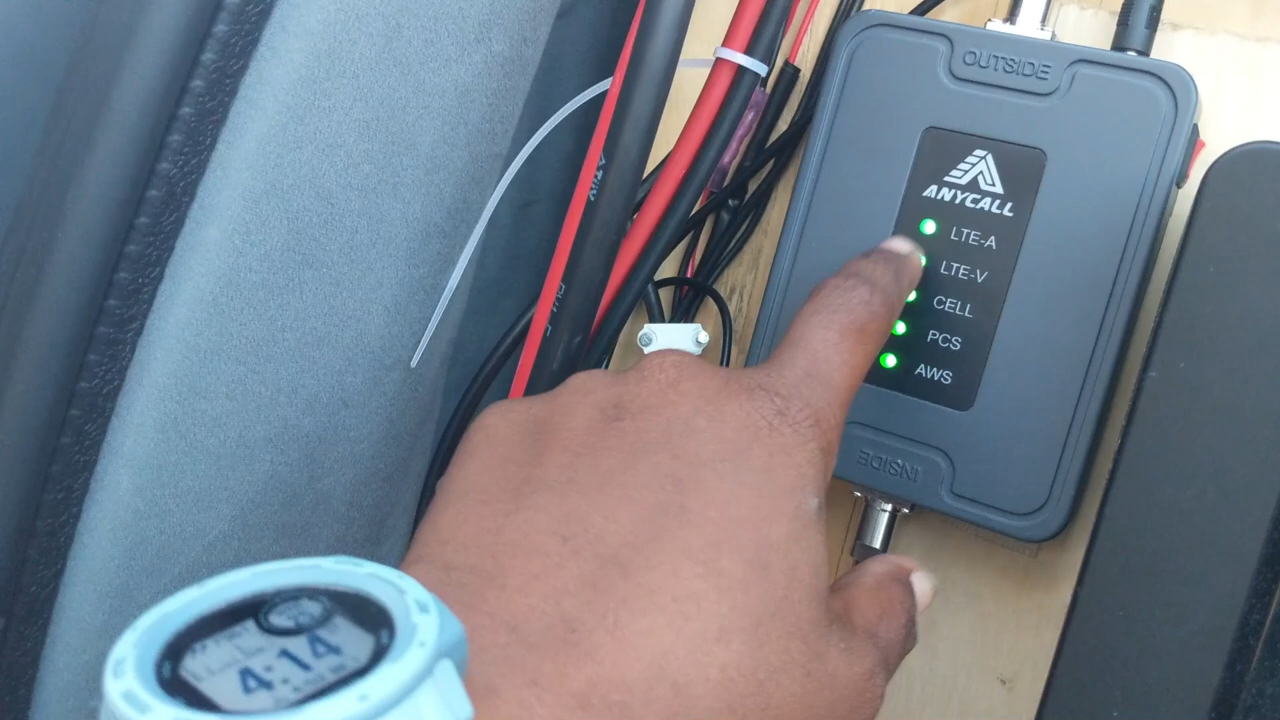 OUTSIDE
ANYCALL
LTE-A
LTE-V
CELL
PCS
AWS
INSIDE
4:14